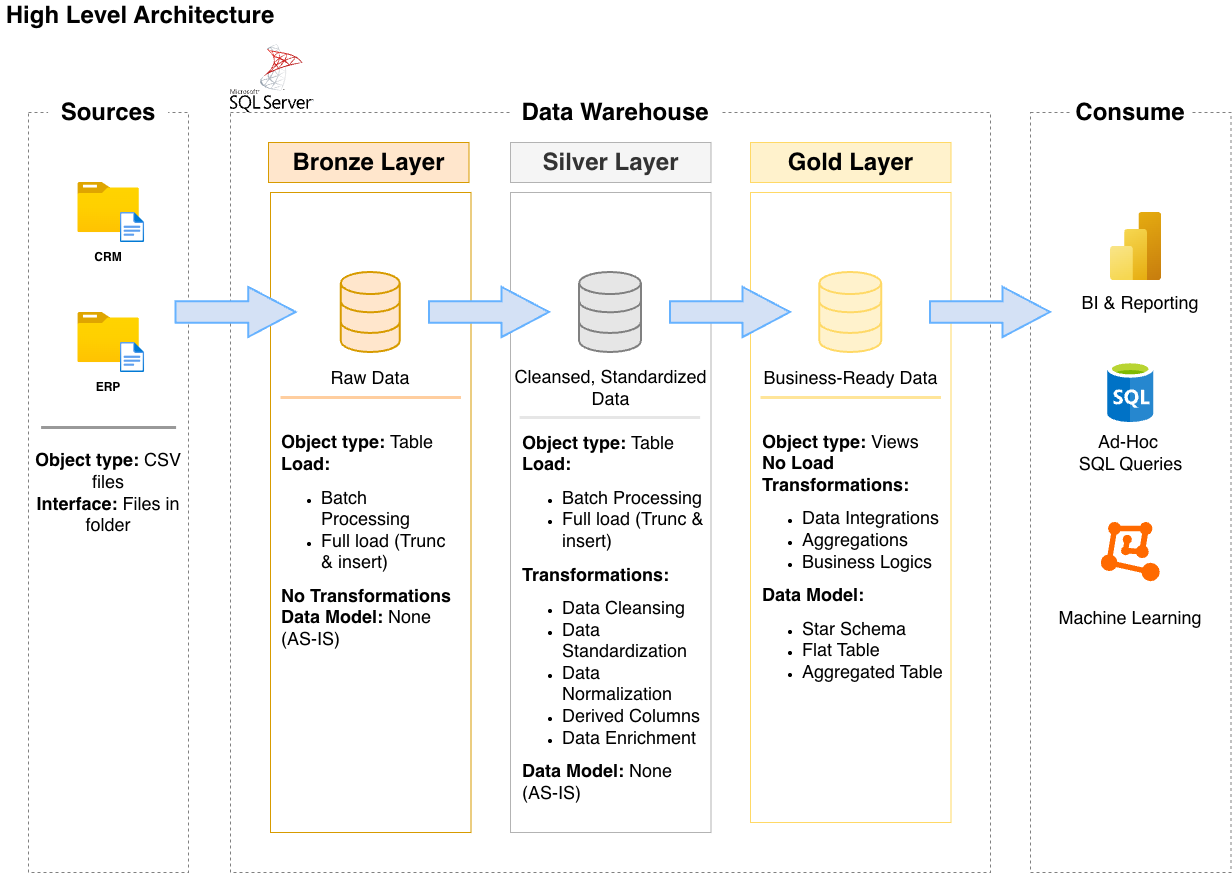 High Level Architecture
Microsoft
SQL Server
Sources
Data Warehouse
Consume
Bronze Layer
Silver Layer
Gold Layer
CRM
ERP
Object type: CSV
files
Interface: Files in
folder
Raw Data
Object type: Table
Load:
• Batch
Processing
• Full load (Trunc
& insert)
No Transformations
Data Model: None
(AS-IS)
Cleansed, Standardized
Data
Object type: Table
Load:
• Batch Processing
• Full load (Trunc &
insert)
Transformations:
• Data Cleansing
• Data
Standardization
• Data
Normalization
• Derived Columns
• Data Enrichment
Data Model: None
(AS-IS)
Business-Ready Data
Object type: Views
No Load
Transformations:
• Data Integrations
• Aggregations
• Business Logics
Data Model:
• Star Schema
• Flat Table
• Aggregated Table
BI & Reporting
SQL
Ad-Hoc
SQL Queries
Machine Learning